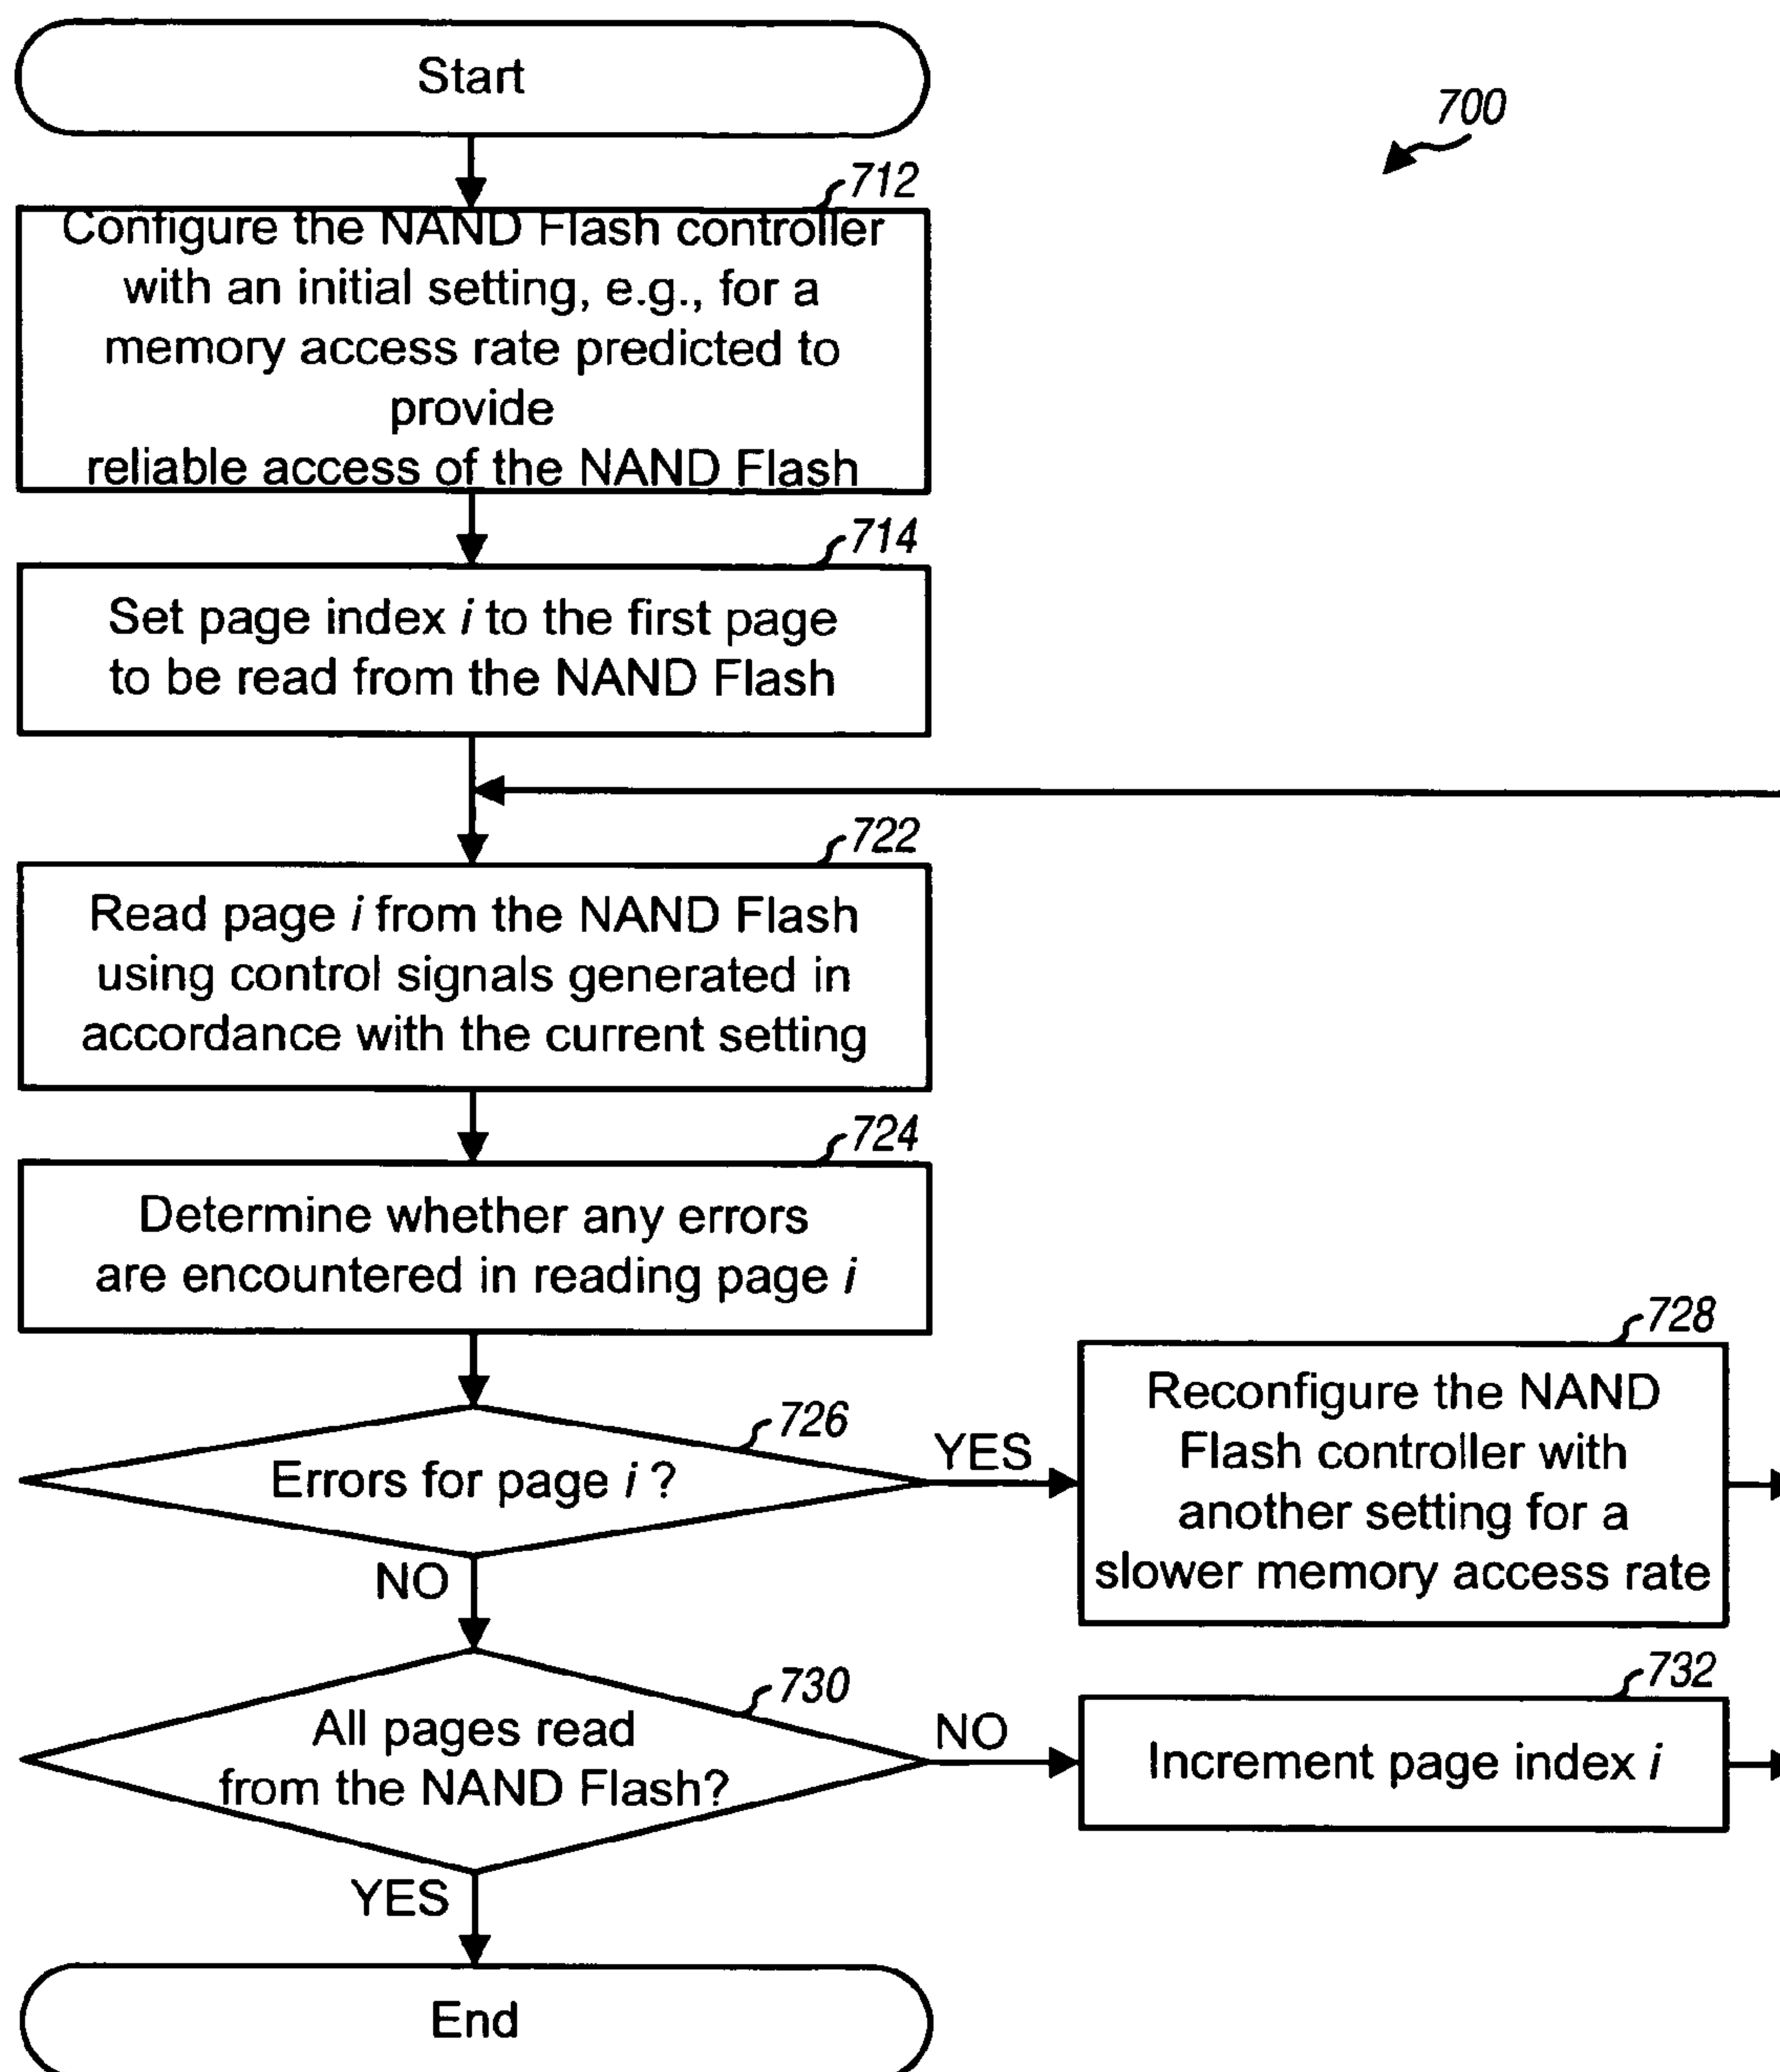 Start
700
712
Configure the NAND Flash controller
with an initial setting, e.g., for a
memory access rate predicted to
provide
reliable access of the NAND Flash
714
Set page index i to the first page
to be read from the NAND Flash
722
Read page i from the NAND Flash
using control signals generated in
accordance with the current setting
724
Determine whether any errors
are encountered in reading page i
726
Errors for page i ?
YES
728
Reconfigure the NAND
Flash controller with
another setting for a
slower memory access rate
NO
730
All pages read
from the NAND Flash?
NO
732
Increment page index i
YES
End